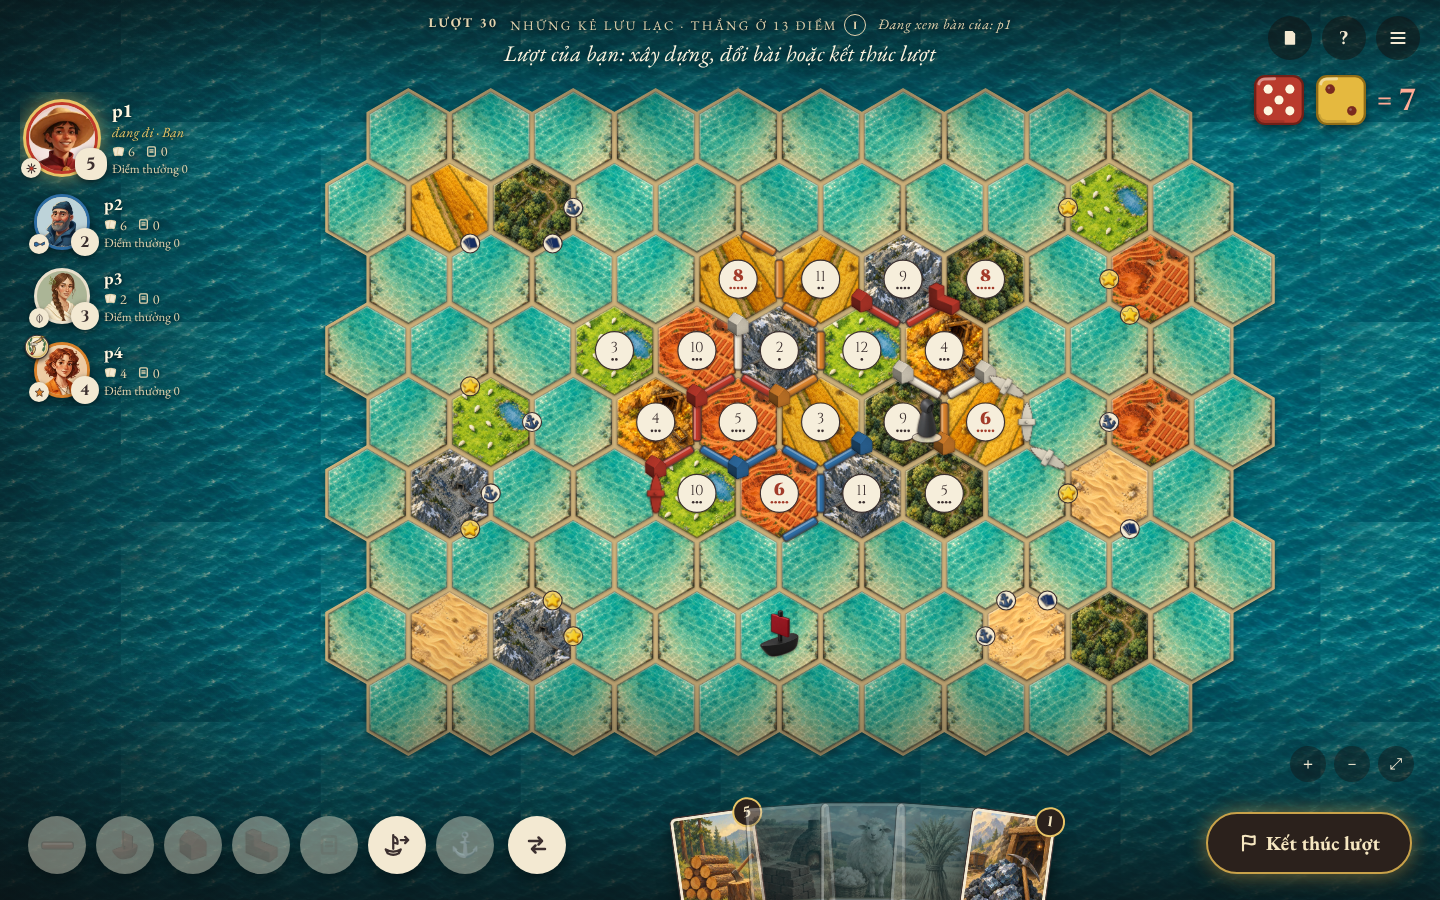 LƯỢT 30 NHỮNG KẺ LƯU LẠC · THẮNG Ở 13 ĐIỂM I Đang xem bàn của: p1
Lượt của bạn: xây dựng, đổi bài hoặc kết thúc lượt
?
= 7
p1
đang đi · Bạn
6 0
5
Điểm thưởng 0
p2
6 0
2
Điểm thưởng 0
p3
2 0
3
Điểm thưởng 0
p4
4 0
4
Điểm thưởng 0
8 11 9 8
3 10 2 12 4
4 5 3 9 6
10 6 11 5
+ −
5 1
Kết thúc lượt